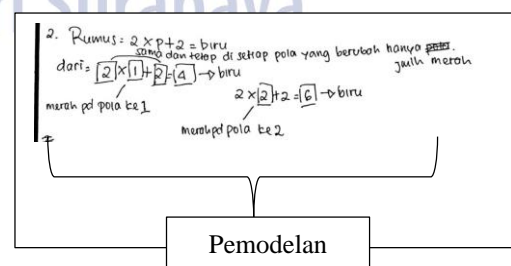 2. Rumus = 2 x p + 2 = biru
sama dan tetap di setiap pola yang berubah hanya
jmlh merah
dari = 2 x 1 + 2 = 4 → biru
merah pd pola ke 1
2 x 2 + 2 = 6 → biru
merah pd pola ke 2
Pemodelan